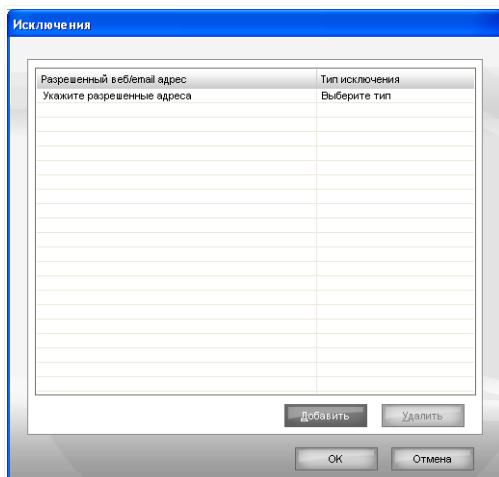 Исключения
Разрешенный веб/email адрес Тип исключения
Укажите разрешенные адреса Выберите тип
Добавить Удалить
OK Отмена